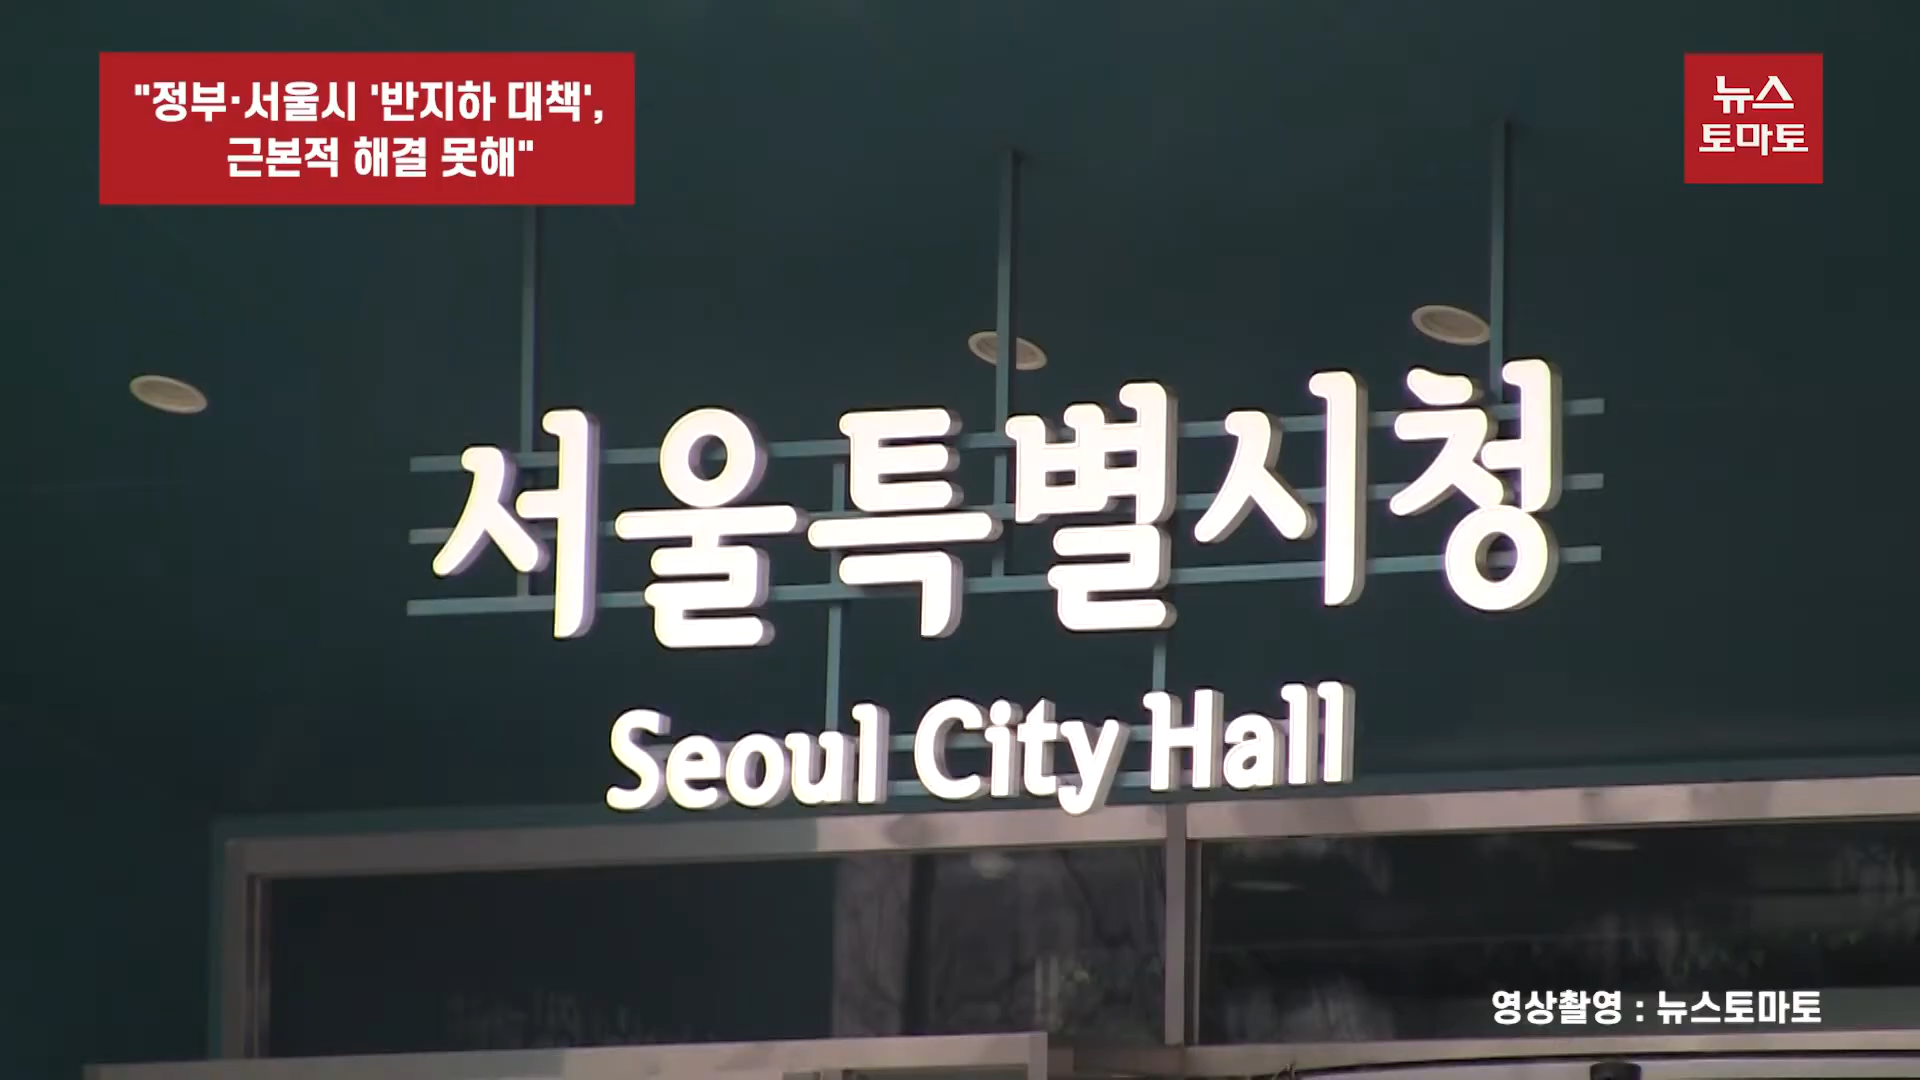 "정부·서울시 '반지하 대책',
근본적 해결 못해"
뉴스
토마토
서울특별시청
Seoul City Hall
영상촬영 : 뉴스토마토